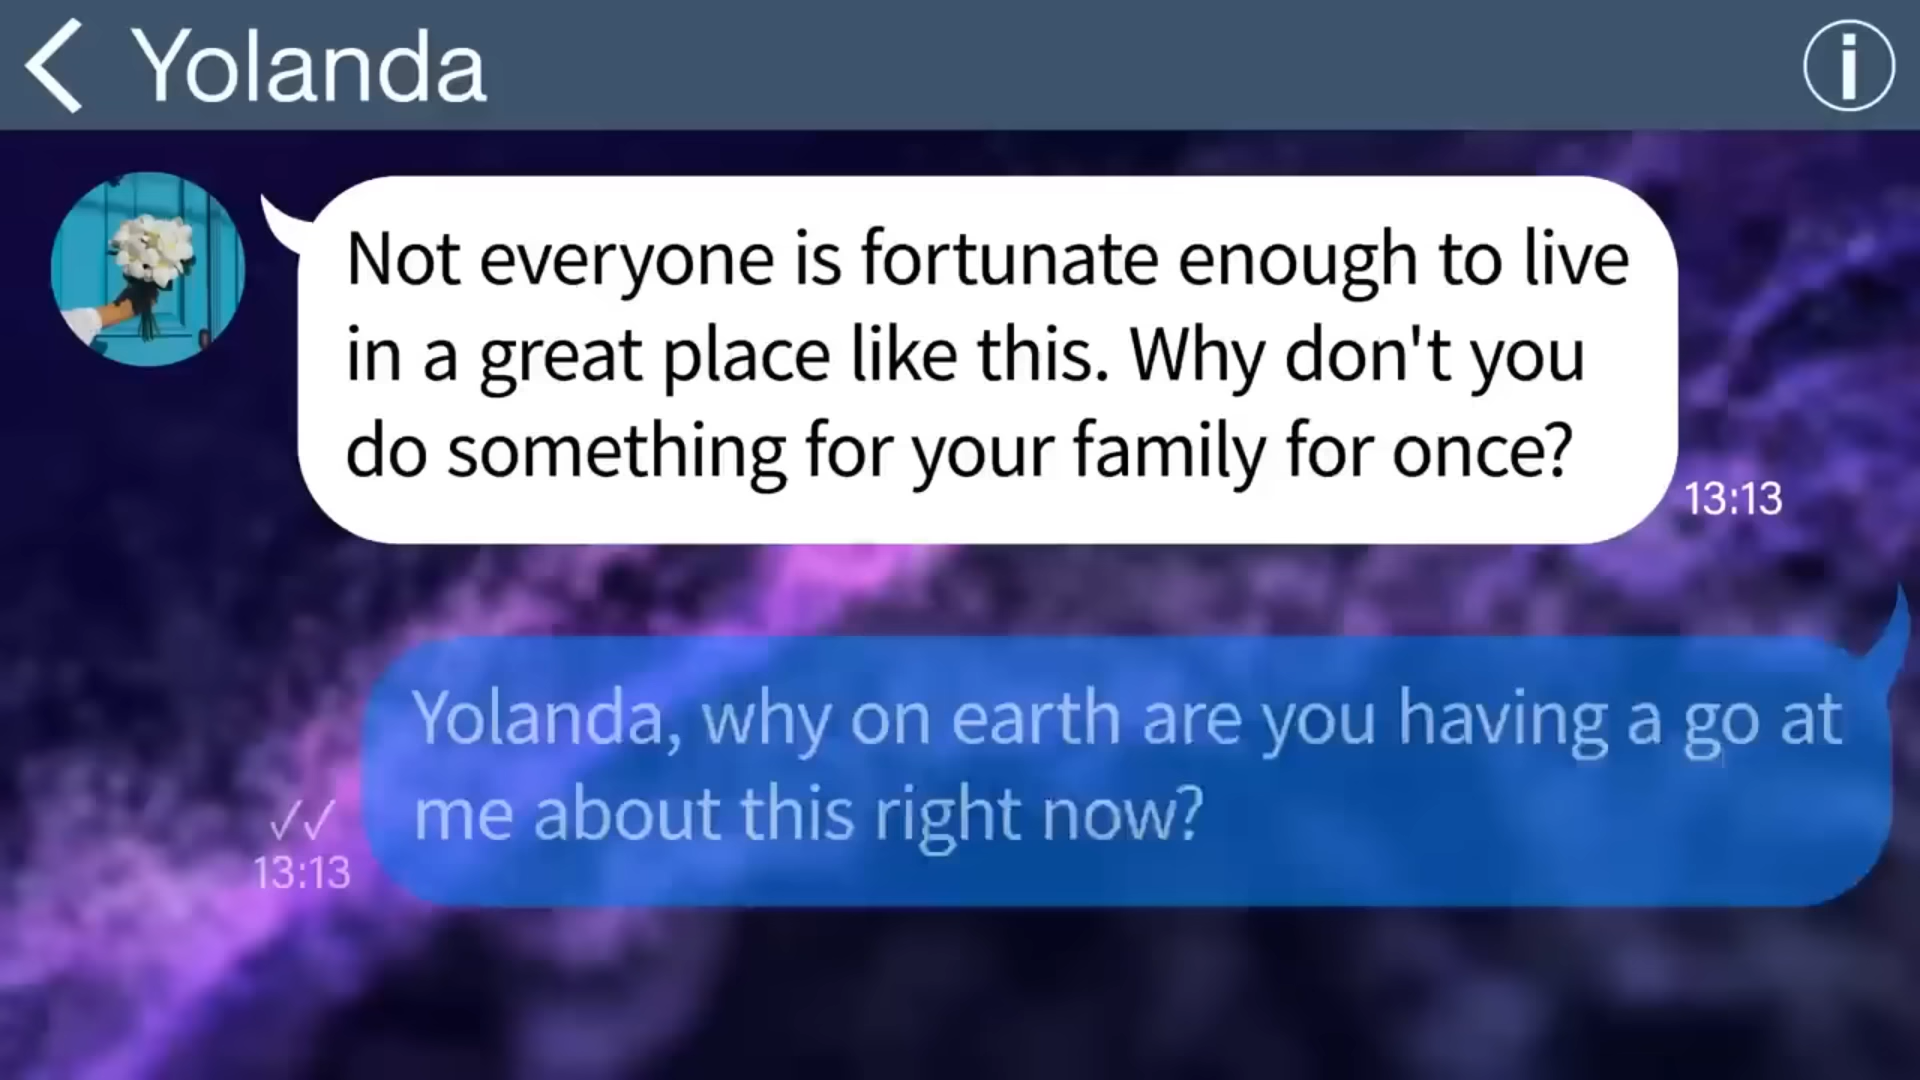 Yolanda
Not everyone is fortunate enough to live
in a great place like this. Why don't you
do something for your family for once?
13:13
Yolanda, why on earth are you having a go at
me about this right now?
13:13